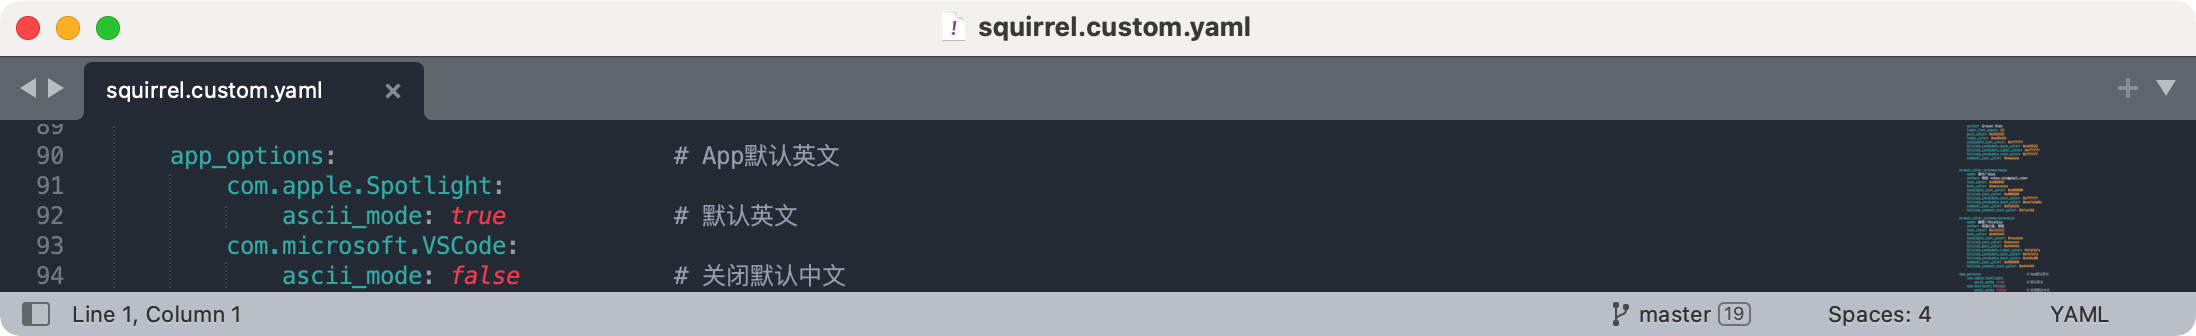 squirrel.custom.yaml
squirrel.custom.yaml
89
90 app_options: # App默认英文
91 com.apple.Spotlight:
92 ascii_mode: true # 默认英文
93 com.microsoft.VSCode:
94 ascii_mode: false # 关闭默认中文
Line 1, Column 1 master 19 Spaces: 4 YAML